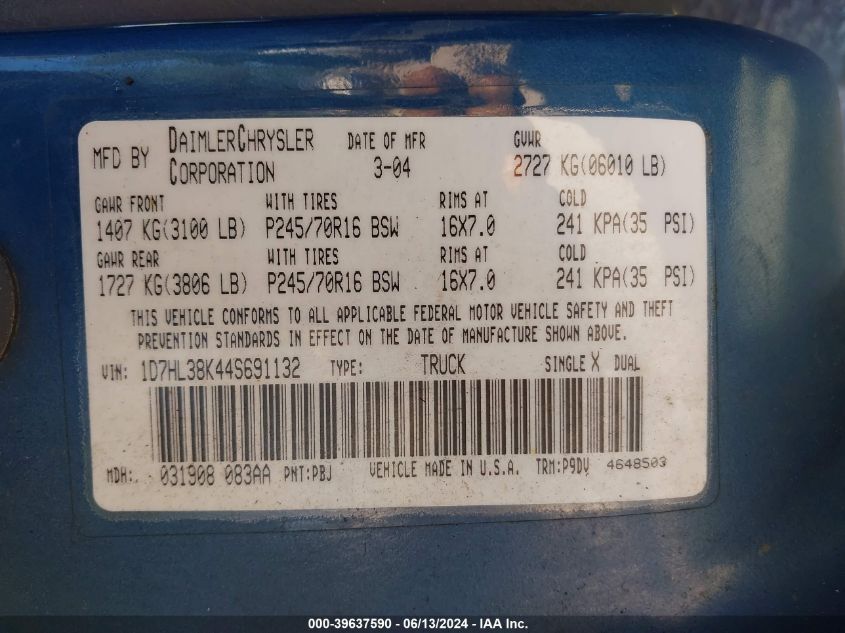 MFD BY DAIMLERCHRYSLER CORPORATION DATE OF MFR 3-04 GVWR 2727 KG(06010 LB)
GAWR FRONT WITH TIRES RIMS AT COLD
1407 KG(3100 LB) P245/70R16 BSW 16X7.0 241 KPA(35 PSI)
GAWR REAR WITH TIRES RIMS AT COLD
1727 KG(3806 LB) P245/70R16 BSW 16X7.0 241 KPA(35 PSI)
THIS VEHICLE CONFORMS TO ALL APPLICABLE FEDERAL MOTOR VEHICLE SAFETY AND THEFT
PREVENTION STANDARDS IN EFFECT ON THE DATE OF MANUFACTURE SHOWN ABOVE.
VIN: 1D7HL38K44S691132 TYPE: TRUCK SINGLE X DUAL
MDH: 031908 083AA PNT:PBJ VEHICLE MADE IN U.S.A. TRM:P9DV 4648503
000-39637590 - 06/13/2024 - IAA Inc.